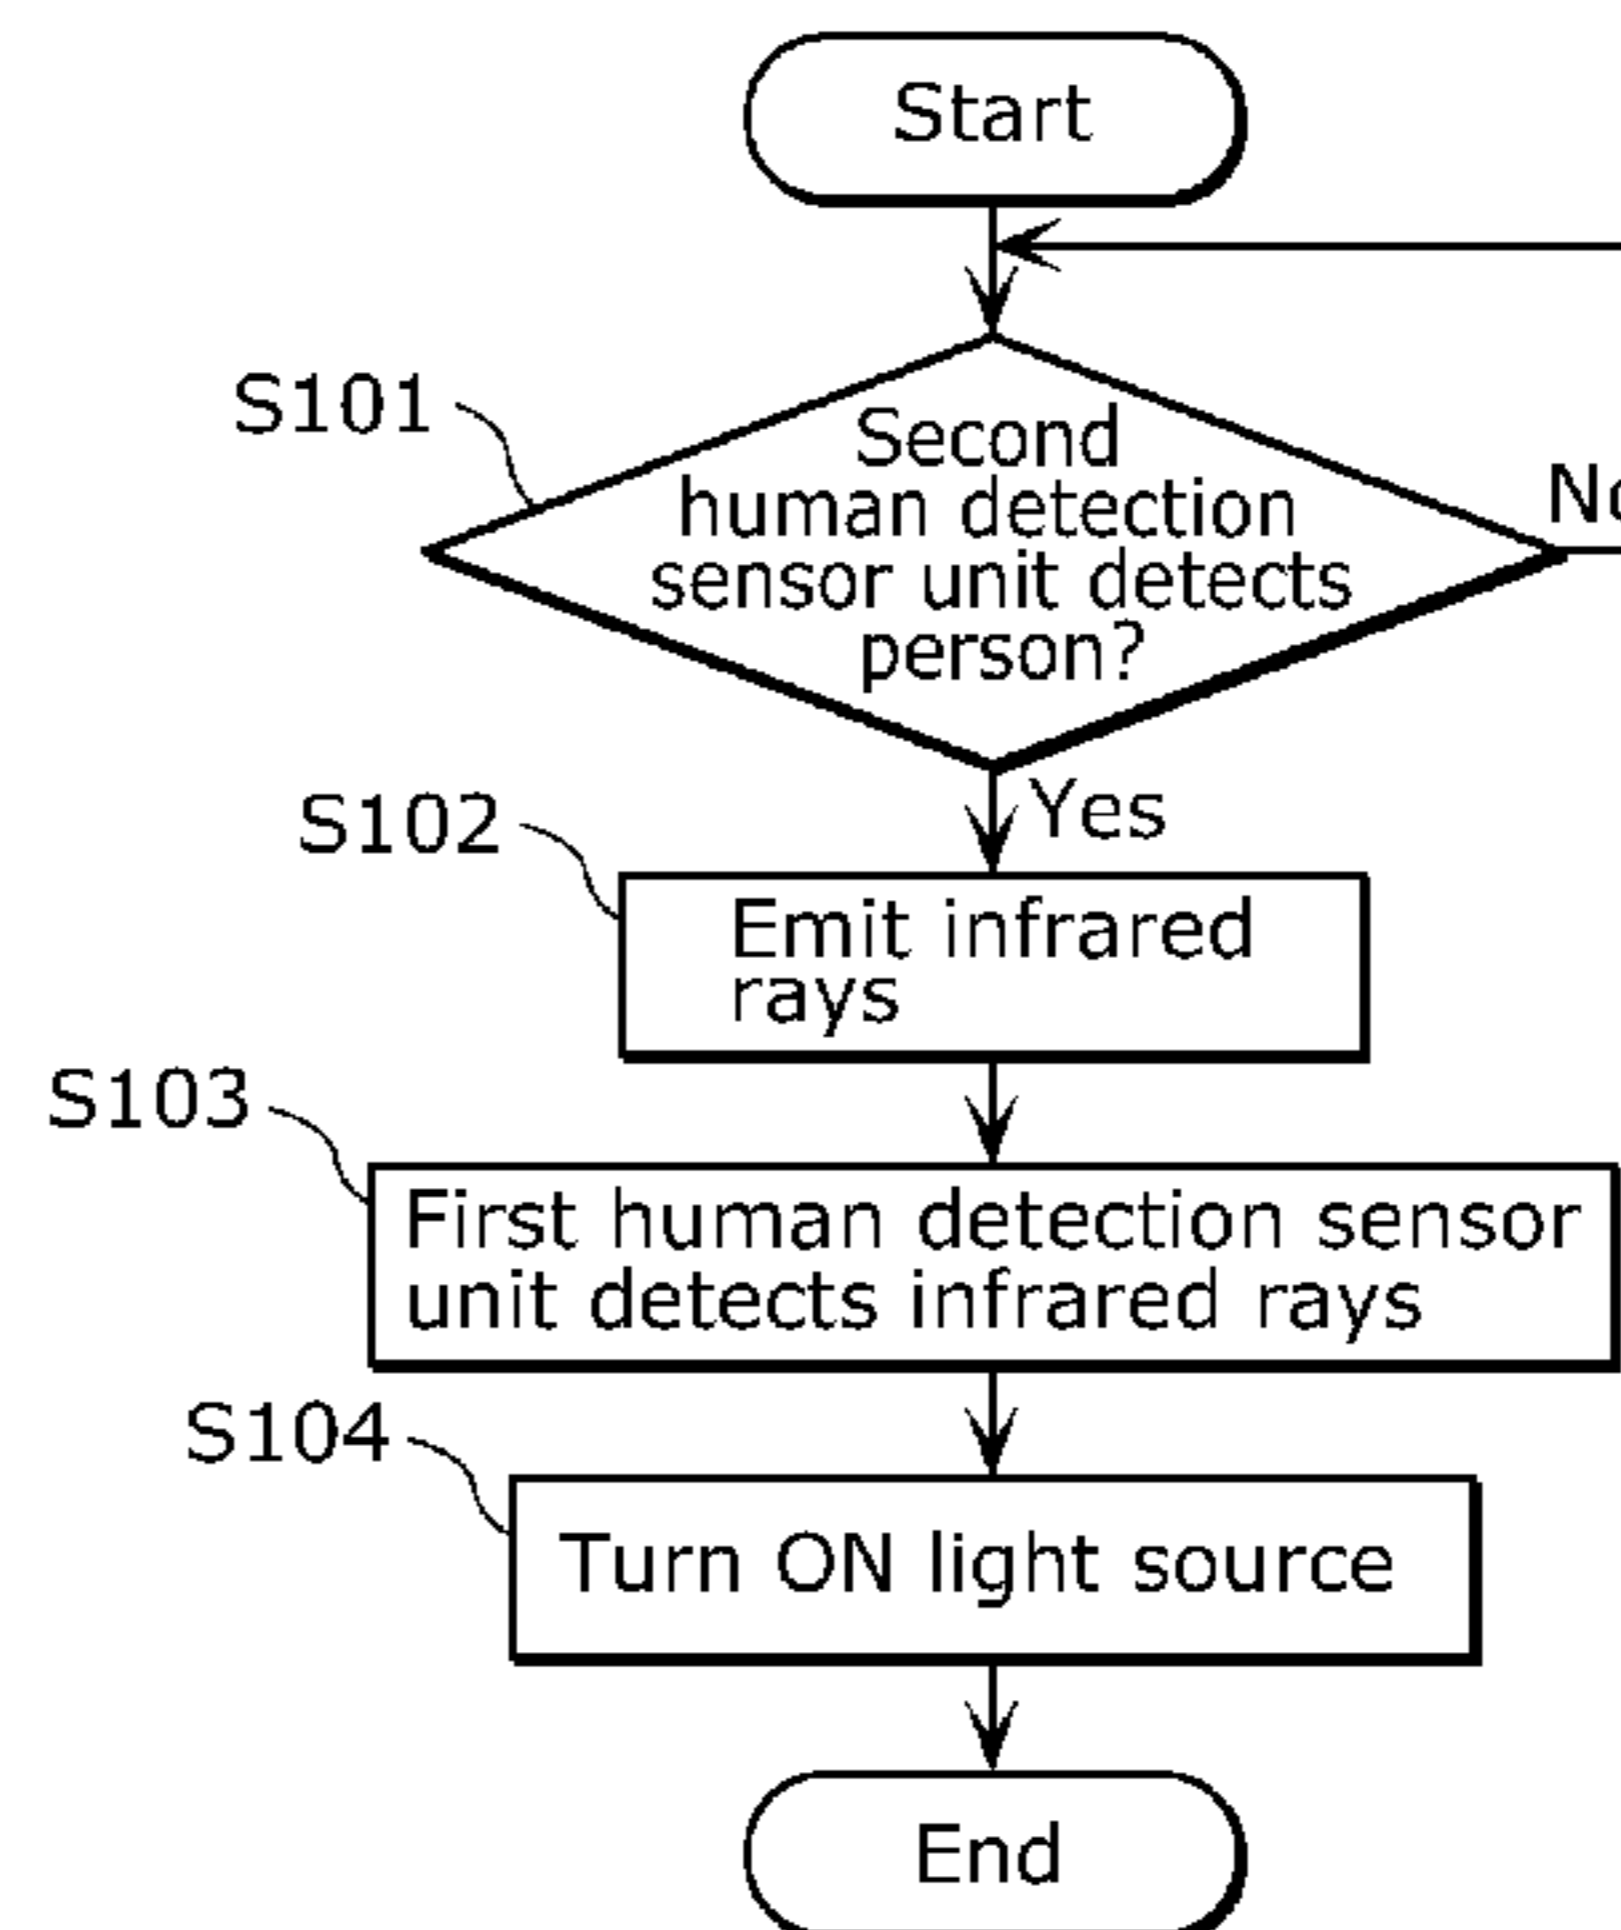 Start
S101
Second
human detection
sensor unit detects
person?
No
Yes
S102
Emit infrared
rays
S103
First human detection sensor
unit detects infrared rays
S104
Turn ON light source
End